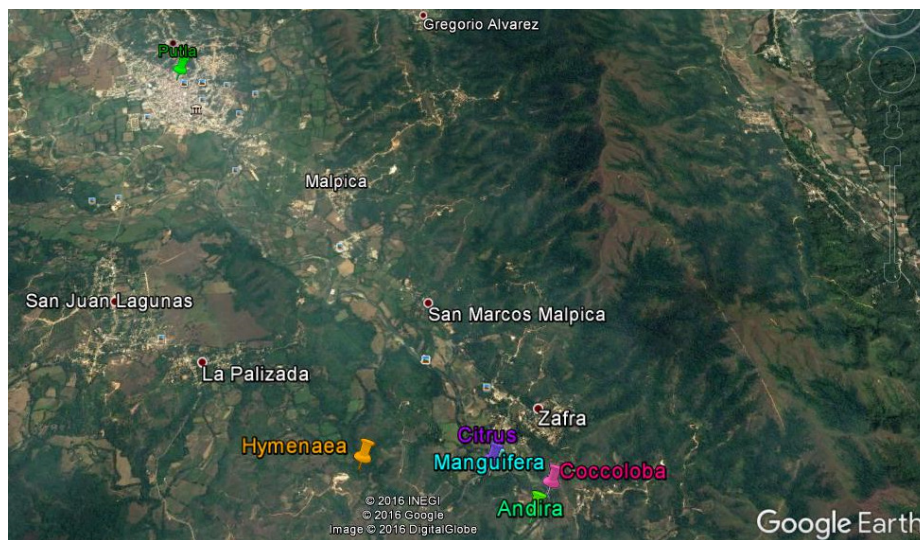 Gregorio Alvarez
Putla
Malpica
San Juan Lagunas
San Marcos Malpica
La Palizada
Zafra
Hymenaea
Citrus
Manguifera
Coccoloba
Andira
© 2016 INEGI
© 2016 Google
Image © 2016 DigitalGlobe
Google Earth